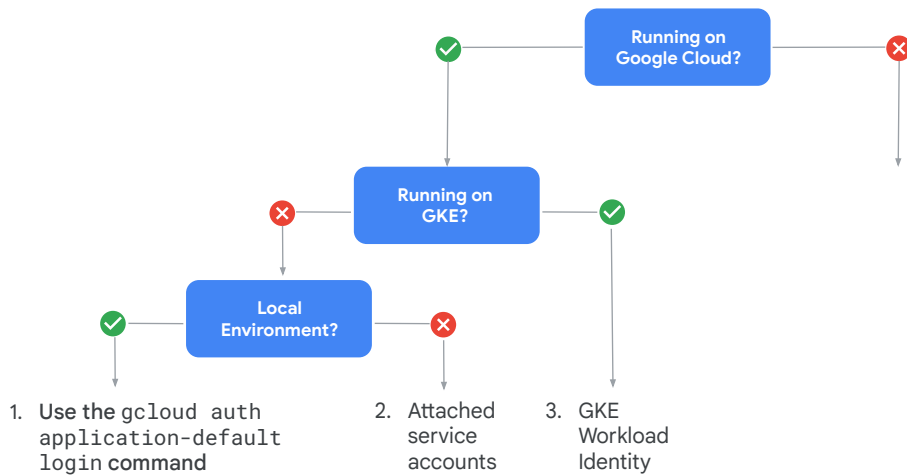 Running on
Google Cloud?
Running on
GKE?
Local
Environment?
1. Use the gcloud auth
application-default
login command
2. Attached
service
accounts
3. GKE
Workload
Identity